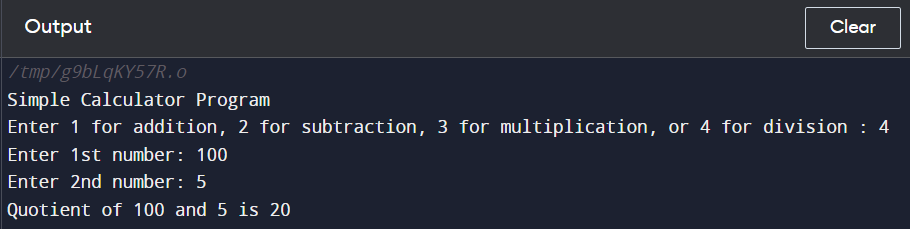 Output
Clear
/tmp/g9bLqKY57R.o
Simple Calculator Program
Enter 1 for addition, 2 for subtraction, 3 for multiplication, or 4 for division : 4
Enter 1st number: 100
Enter 2nd number: 5
Quotient of 100 and 5 is 20